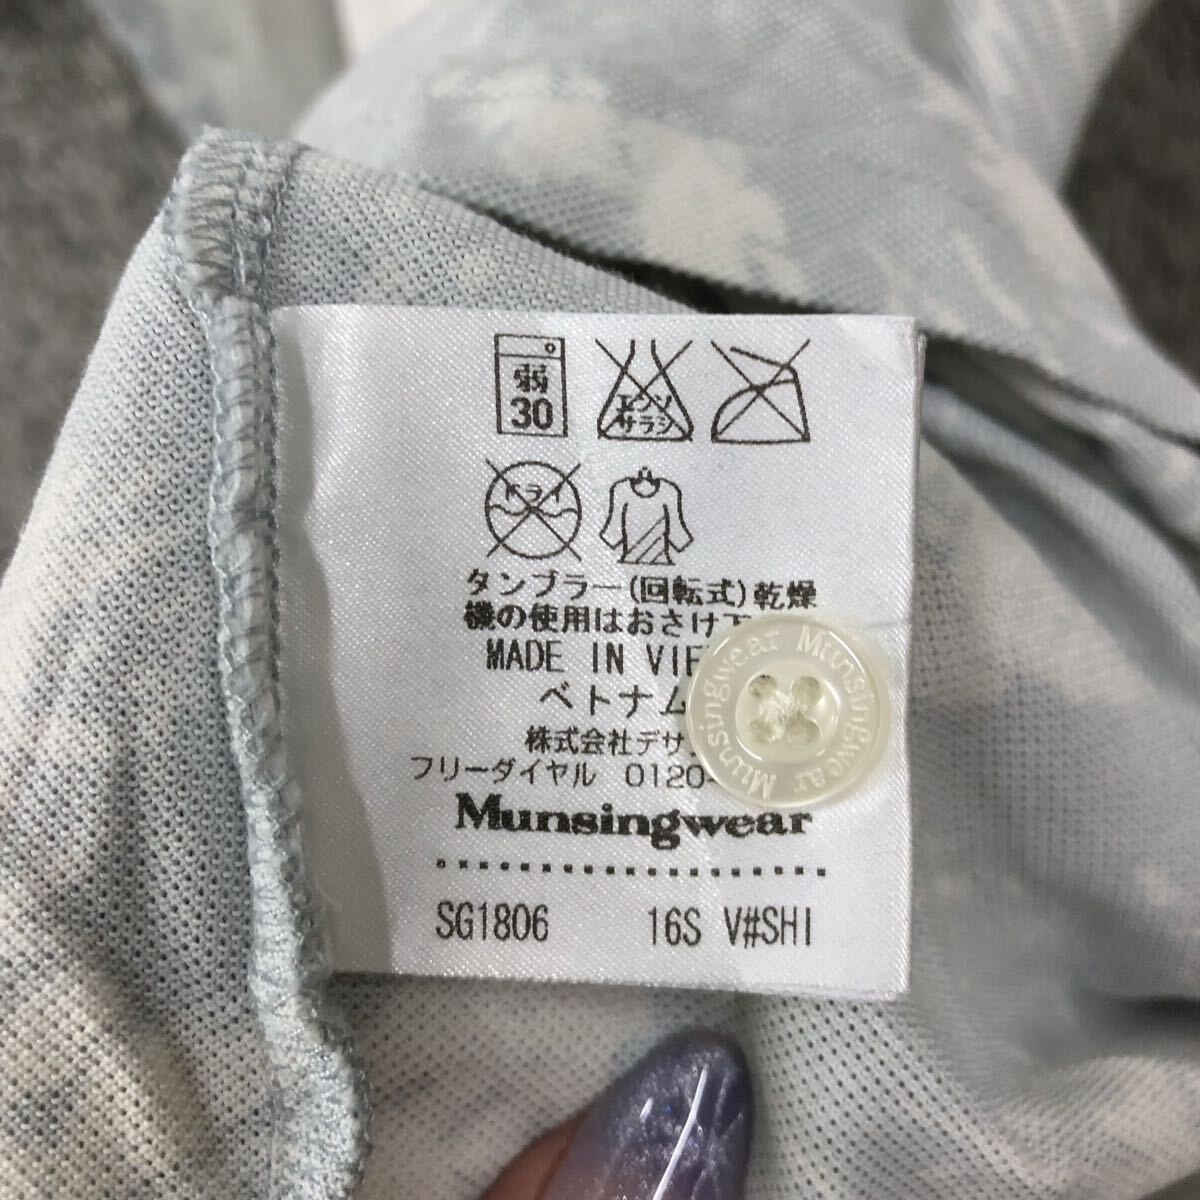 弱
30
エンソ
サラシ
ドライ
タンブラー(回転式)乾燥
機の使用はおさけ下
MADE IN VIE
ベトナム
株式会社デサ
フリーダイヤル 0120-
Munsingwear
SG1806 16S V#SHI
Munsingwear Munsingwear